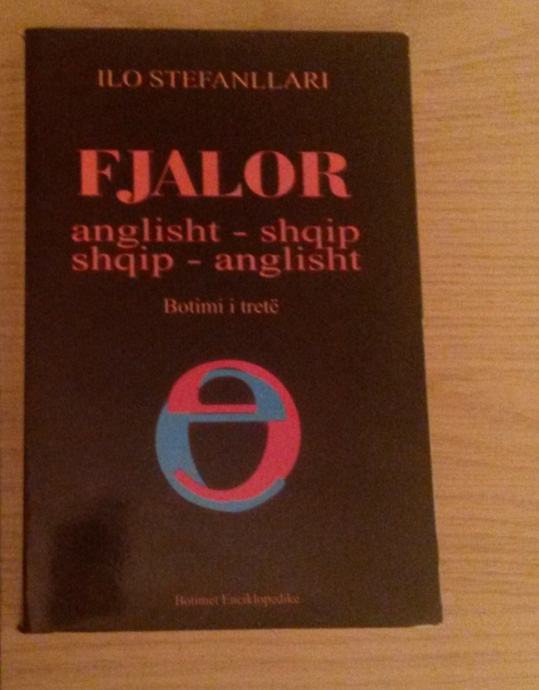 ILO STEFANLLARI
FJALOR
anglisht - shqip
shqip - anglisht
Botimi i tretë
Botimet Enciklopedike